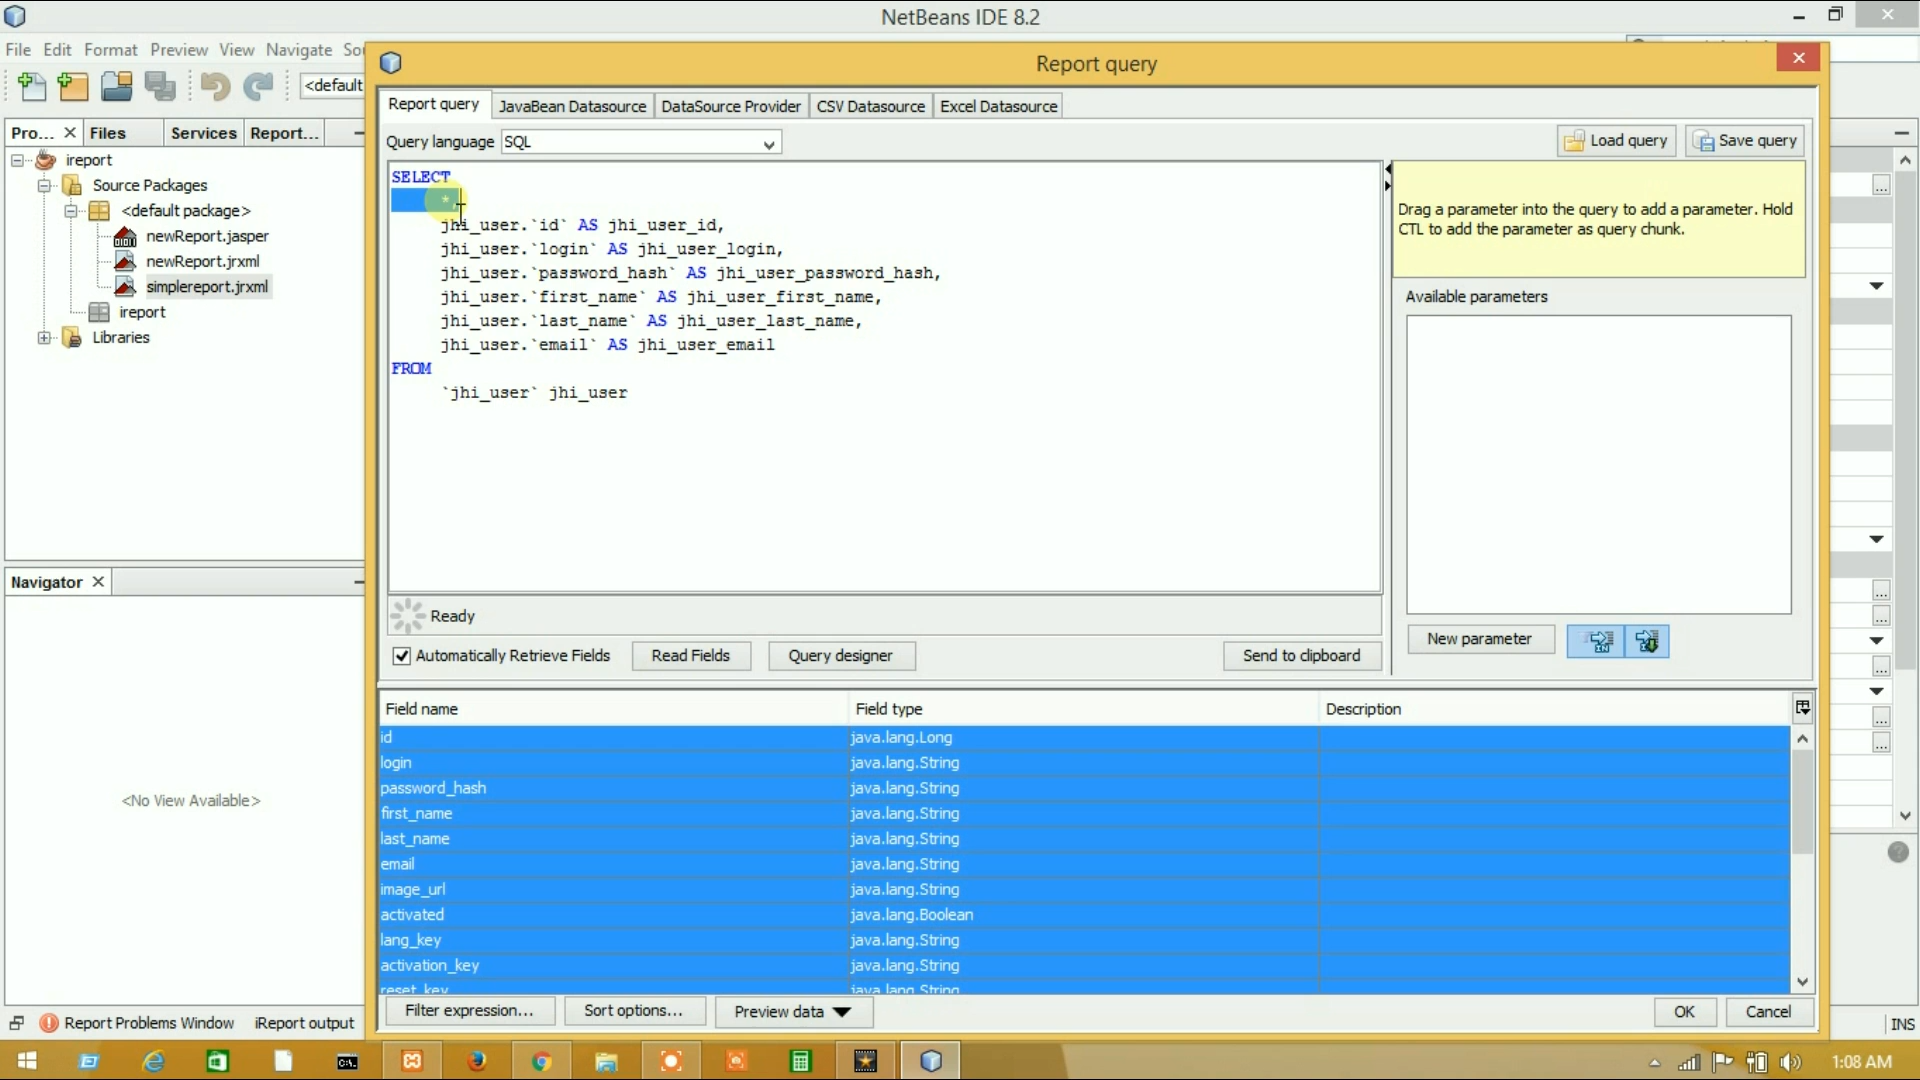 NetBeans IDE 8.2
File Edit Format Preview View Navigate
Report query
<default
Report query JavaBean Datasource DataSource Provider CSV Datasource Excel Datasource
Pro... Files Services Report...
Query language SQL Load query Save query
ireport
Source Packages
<default package>
newReport.jasper
newReport.jrxml
simplereport.jrxml
ireport
Libraries
SELECT
*,
jhi_user.`id` AS jhi_user_id,
jhi_user.`login` AS jhi_user_login,
jhi_user.`password_hash` AS jhi_user_password_hash,
jhi_user.`first_name` AS jhi_user_first_name,
jhi_user.`last_name` AS jhi_user_last_name,
jhi_user.`email` AS jhi_user_email
FROM
`jhi_user` jhi_user
Drag a parameter into the query to add a parameter. Hold
CTL to add the parameter as query chunk.
Available parameters
Navigator
<No View Available>
Ready
New parameter
Automatically Retrieve Fields Read Fields Query designer Send to clipboard
Field name Field type Description
id java.lang.Long
login java.lang.String
password_hash java.lang.String
first_name java.lang.String
last_name java.lang.String
email java.lang.String
image_url java.lang.String
activated java.lang.Boolean
lang_key java.lang.String
activation_key java.lang.String
reset_key java.lang.String
Filter expression... Sort options... Preview data OK Cancel
Report Problems Window iReport output INS
1:08 AM